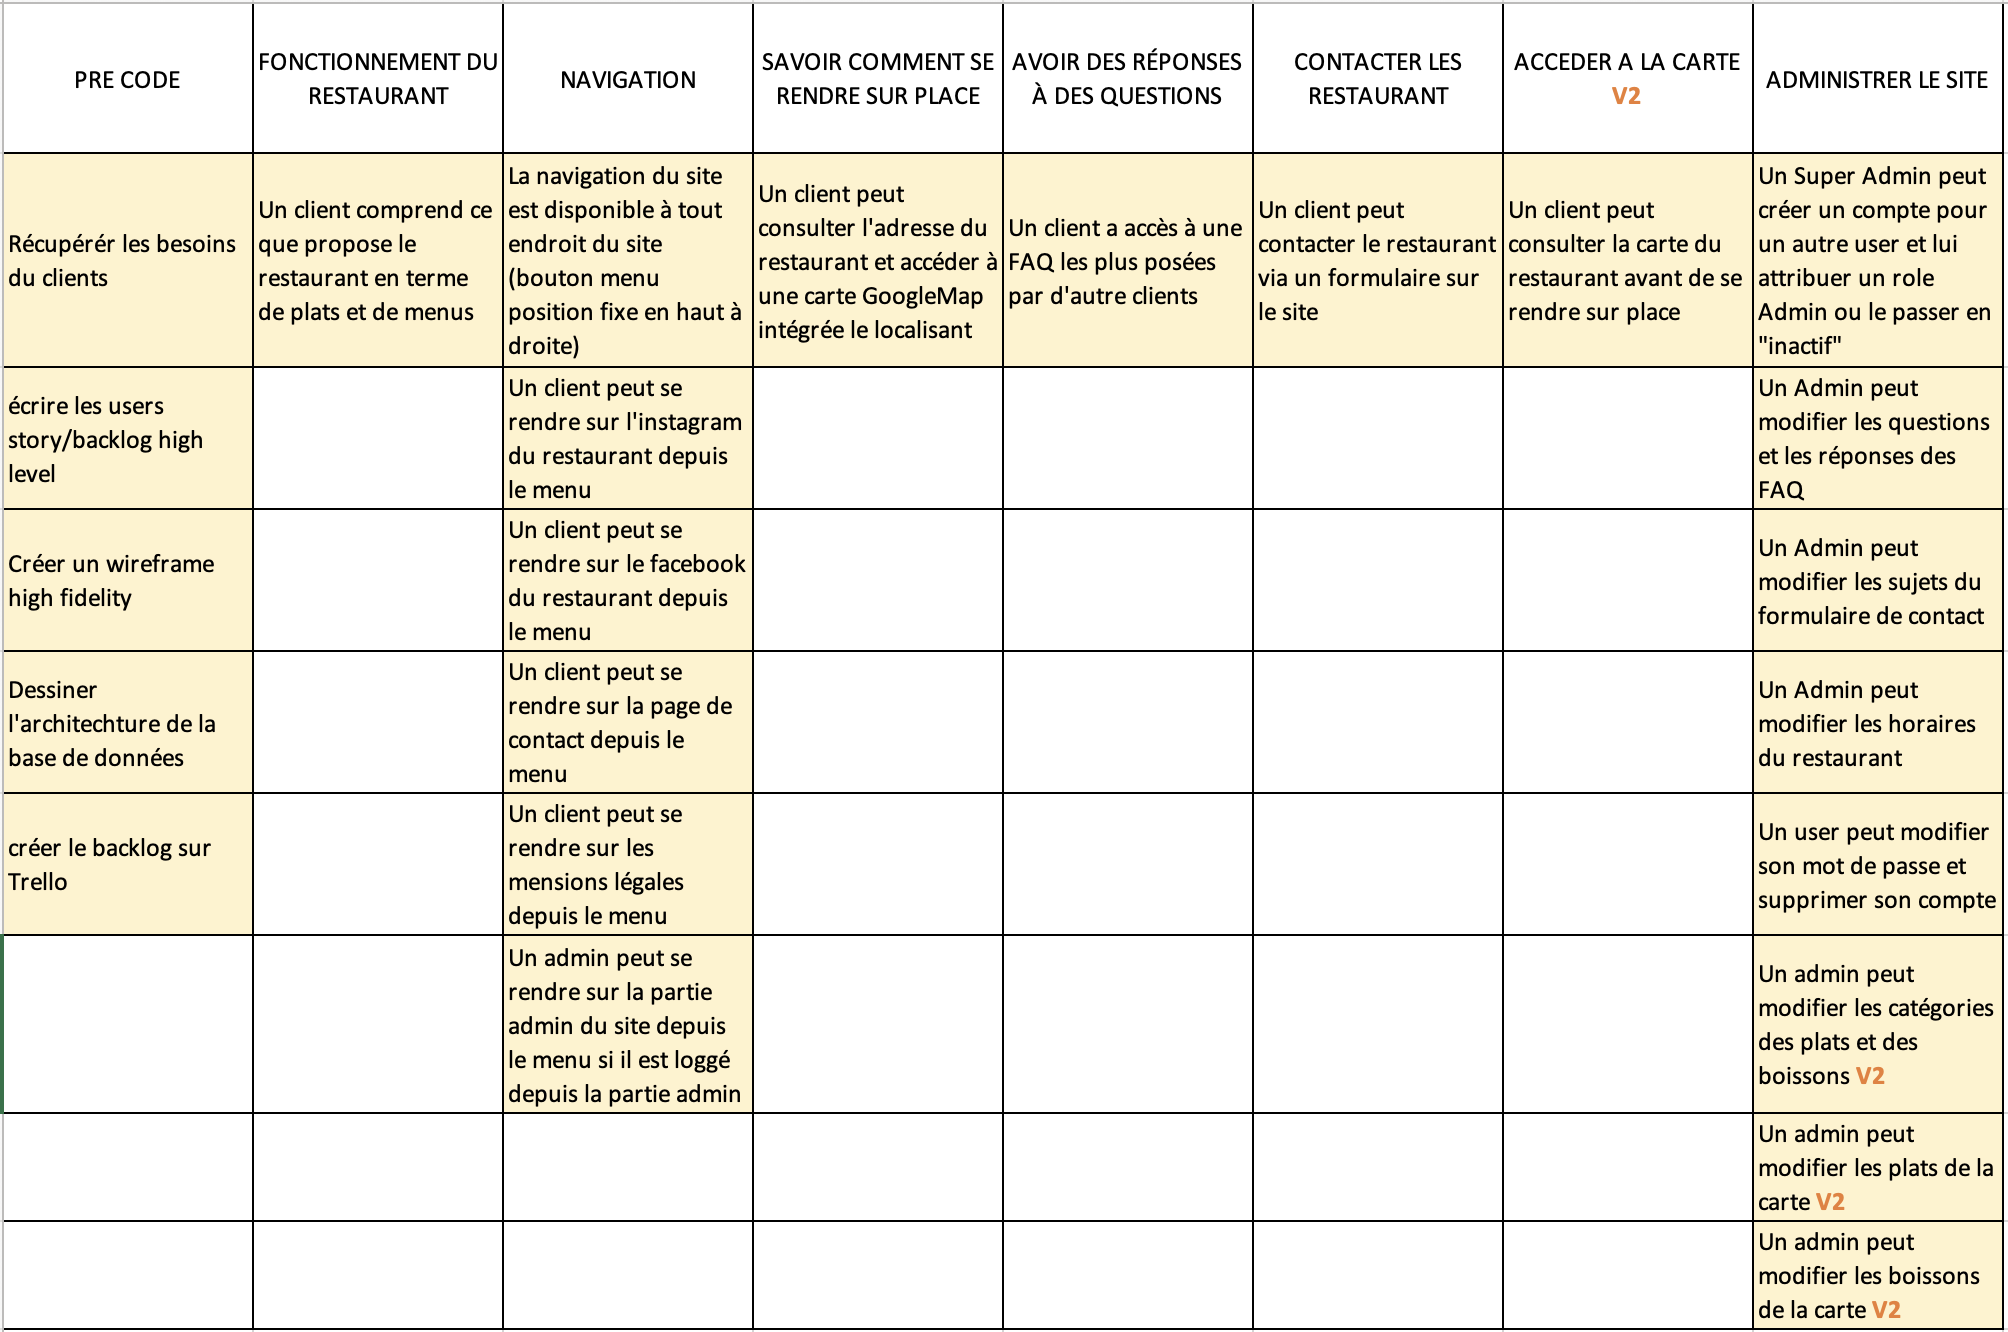 PRE CODE
FONCTIONNEMENT DU
RESTAURANT
NAVIGATION
SAVOIR COMMENT SE
RENDRE SUR PLACE
AVOIR DES RÉPONSES
À DES QUESTIONS
CONTACTER LES
RESTAURANT
ACCEDER A LA CARTE
V2
ADMINISTRER LE SITE
Récupérér les besoins
du clients
Un client comprend ce
que propose le
restaurant en terme
de plats et de menus
La navigation du site
est disponible à tout
endroit du site
(bouton menu
position fixe en haut à
droite)
Un client peut
consulter l'adresse du
restaurant et accéder à
une carte GoogleMap
intégrée le localisant
Un client a accès à une
FAQ les plus posées
par d'autre clients
Un client peut
contacter le restaurant
via un formulaire sur
le site
Un client peut
consulter la carte du
restaurant avant de se
rendre sur place
Un Super Admin peut
créer un compte pour
un autre user et lui
attribuer un role
Admin ou le passer en
"inactif"
écrire les users
story/backlog high
level
Un client peut se
rendre sur l'instagram
du restaurant depuis
le menu
Un Admin peut
modifier les questions
et les réponses des
FAQ
Créer un wireframe
high fidelity
Un client peut se
rendre sur le facebook
du restaurant depuis
le menu
Un Admin peut
modifier les sujets du
formulaire de contact
Dessiner
l'architechture de la
base de données
Un client peut se
rendre sur la page de
contact depuis le
menu
Un Admin peut
modifier les horaires
du restaurant
créer le backlog sur
Trello
Un client peut se
rendre sur les
mensions légales
depuis le menu
Un user peut modifier
son mot de passe et
supprimer son compte
Un admin peut se
rendre sur la partie
admin du site depuis
le menu si il est loggé
depuis la partie admin
Un admin peut
modifier les catégories
des plats et des
boissons V2
Un admin peut
modifier les plats de la
carte V2
Un admin peut
modifier les boissons
de la carte V2